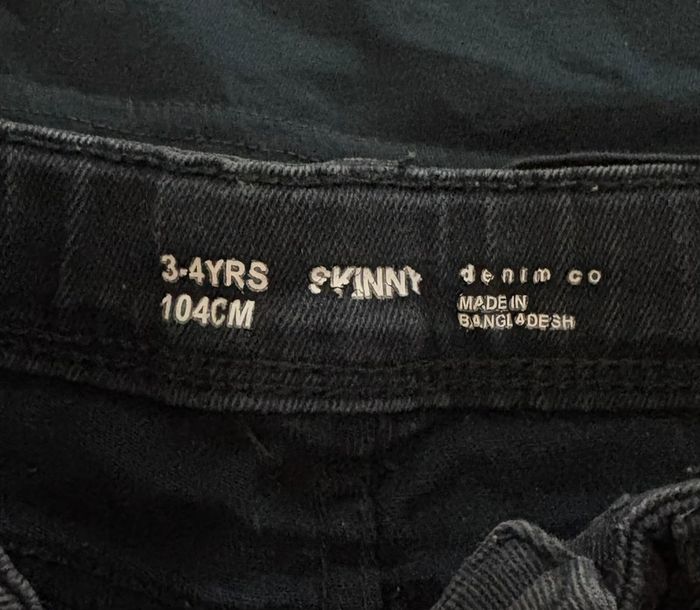 3-4YRS
104CM
SKINNY
denim co
MADE IN
BANGLADESH